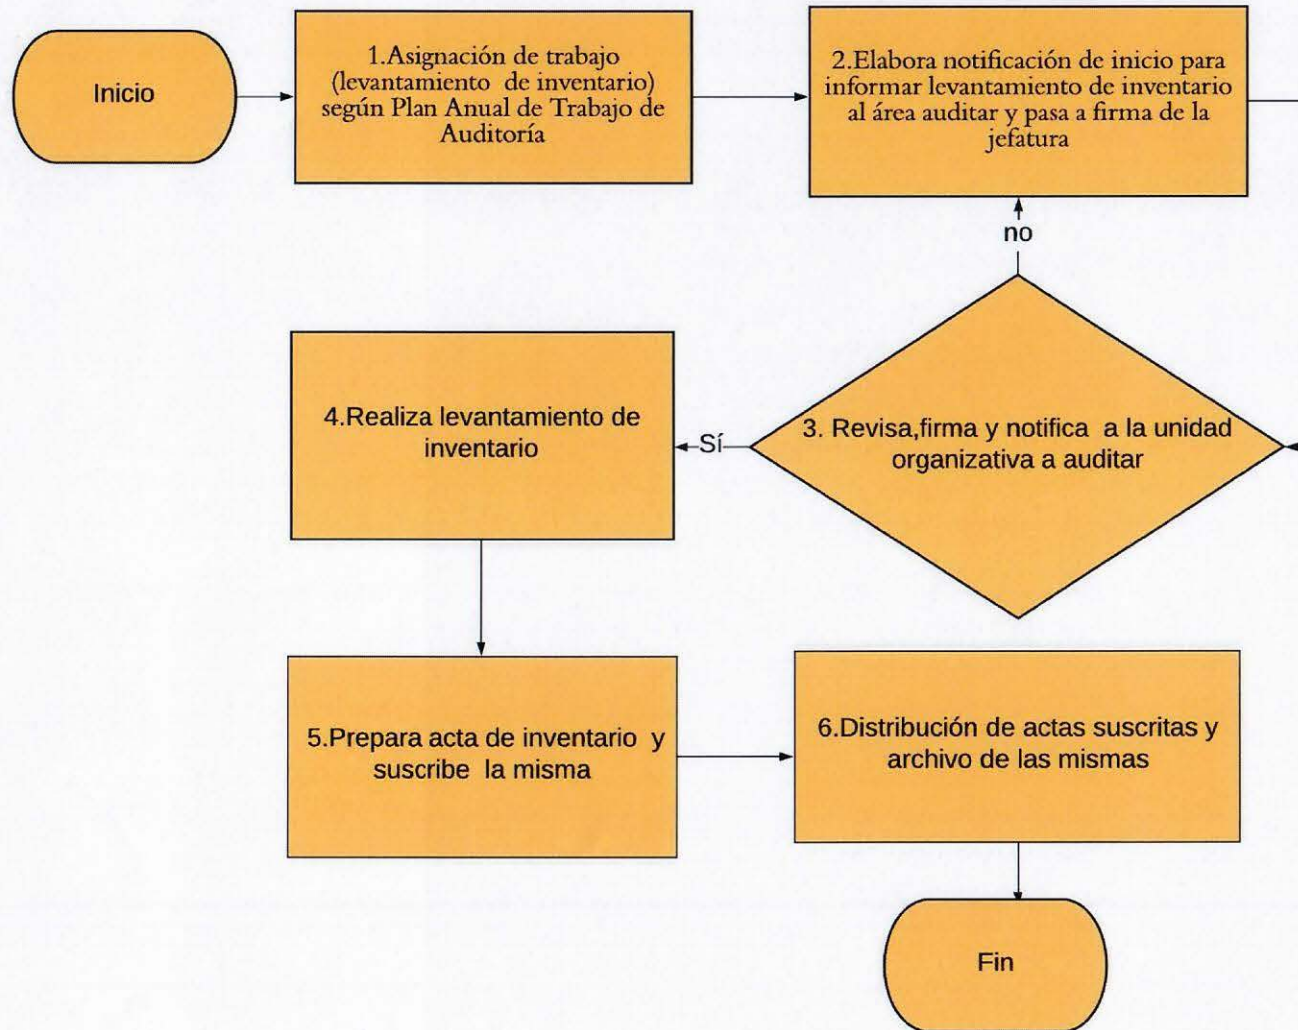 Inicio
1.Asignación de trabajo
(levantamiento de inventario)
según Plan Anual de Trabajo de
Auditoría
2.Elabora notificación de inicio para
informar levantamiento de inventario
al área auditar y pasa a firma de la
jefatura
no
3. Revisa,firma y notifica a la unidad
organizativa a auditar
Sí
4.Realiza levantamiento de
inventario
5.Prepara acta de inventario y
suscribe la misma
6.Distribución de actas suscritas y
archivo de las mismas
Fin